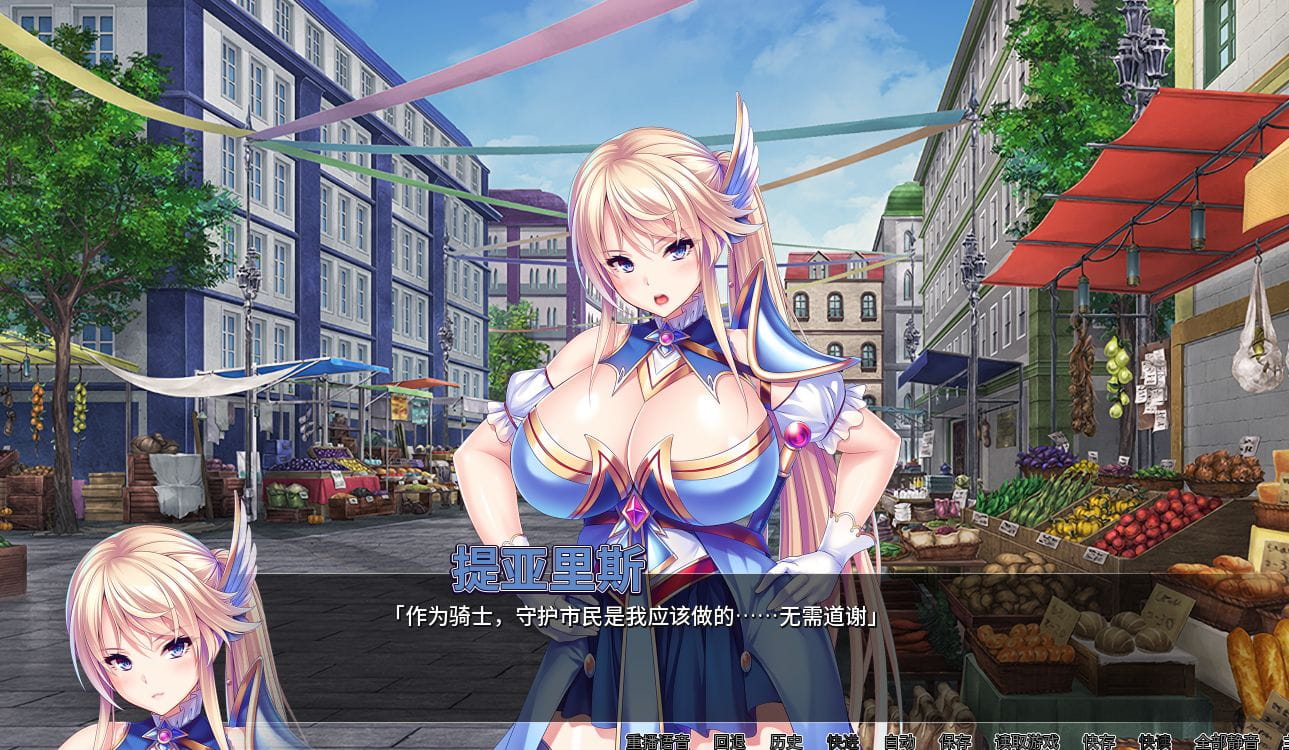 提亚里斯
「作为骑士，守护市民是我应该做的……无需道谢」
重播语音 回退 历史 快进 自动 保存 读取游戏 快存 快读 全部静音